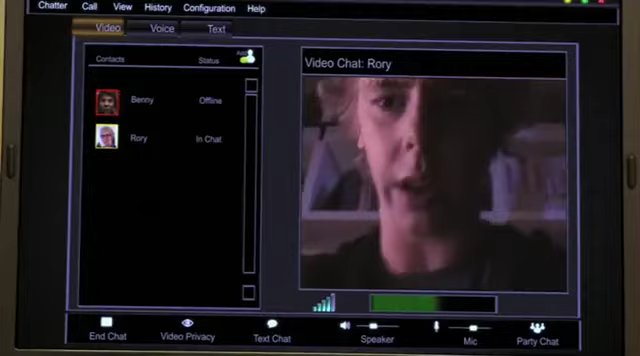 Chatter Call View History Configuration Help
Video Voice Text
Contacts Status
Video Chat: Rory
Benny Offline
Rory In Chat
End Chat Video Privacy Text Chat Speaker Mic Party Chat